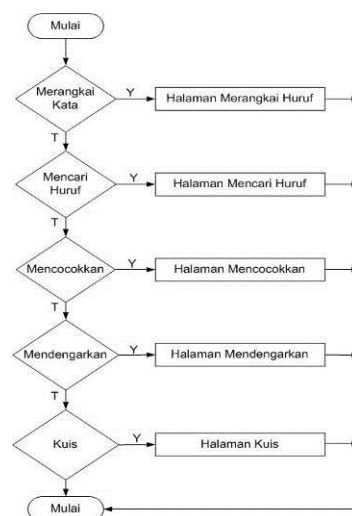 Mulai
Merangkai
Kata
Y
Halaman Merangkai Huruf
T
Mencari
Huruf
Y
Halaman Mencari Huruf
T
Mencocokkan
Y
Halaman Mencocokkan
T
Mendengarkan
Y
Halaman Mendengarkan
T
Kuis
Y
Halaman Kuis
Mulai